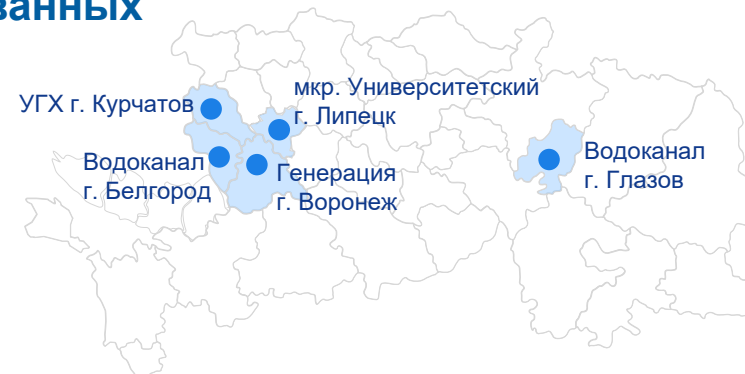 ванных
мкр. Университетский
г. Липецк
УГХ г. Курчатов
Водоканал
г. Белгород
Генерация
г. Воронеж
Водоканал
г. Глазов